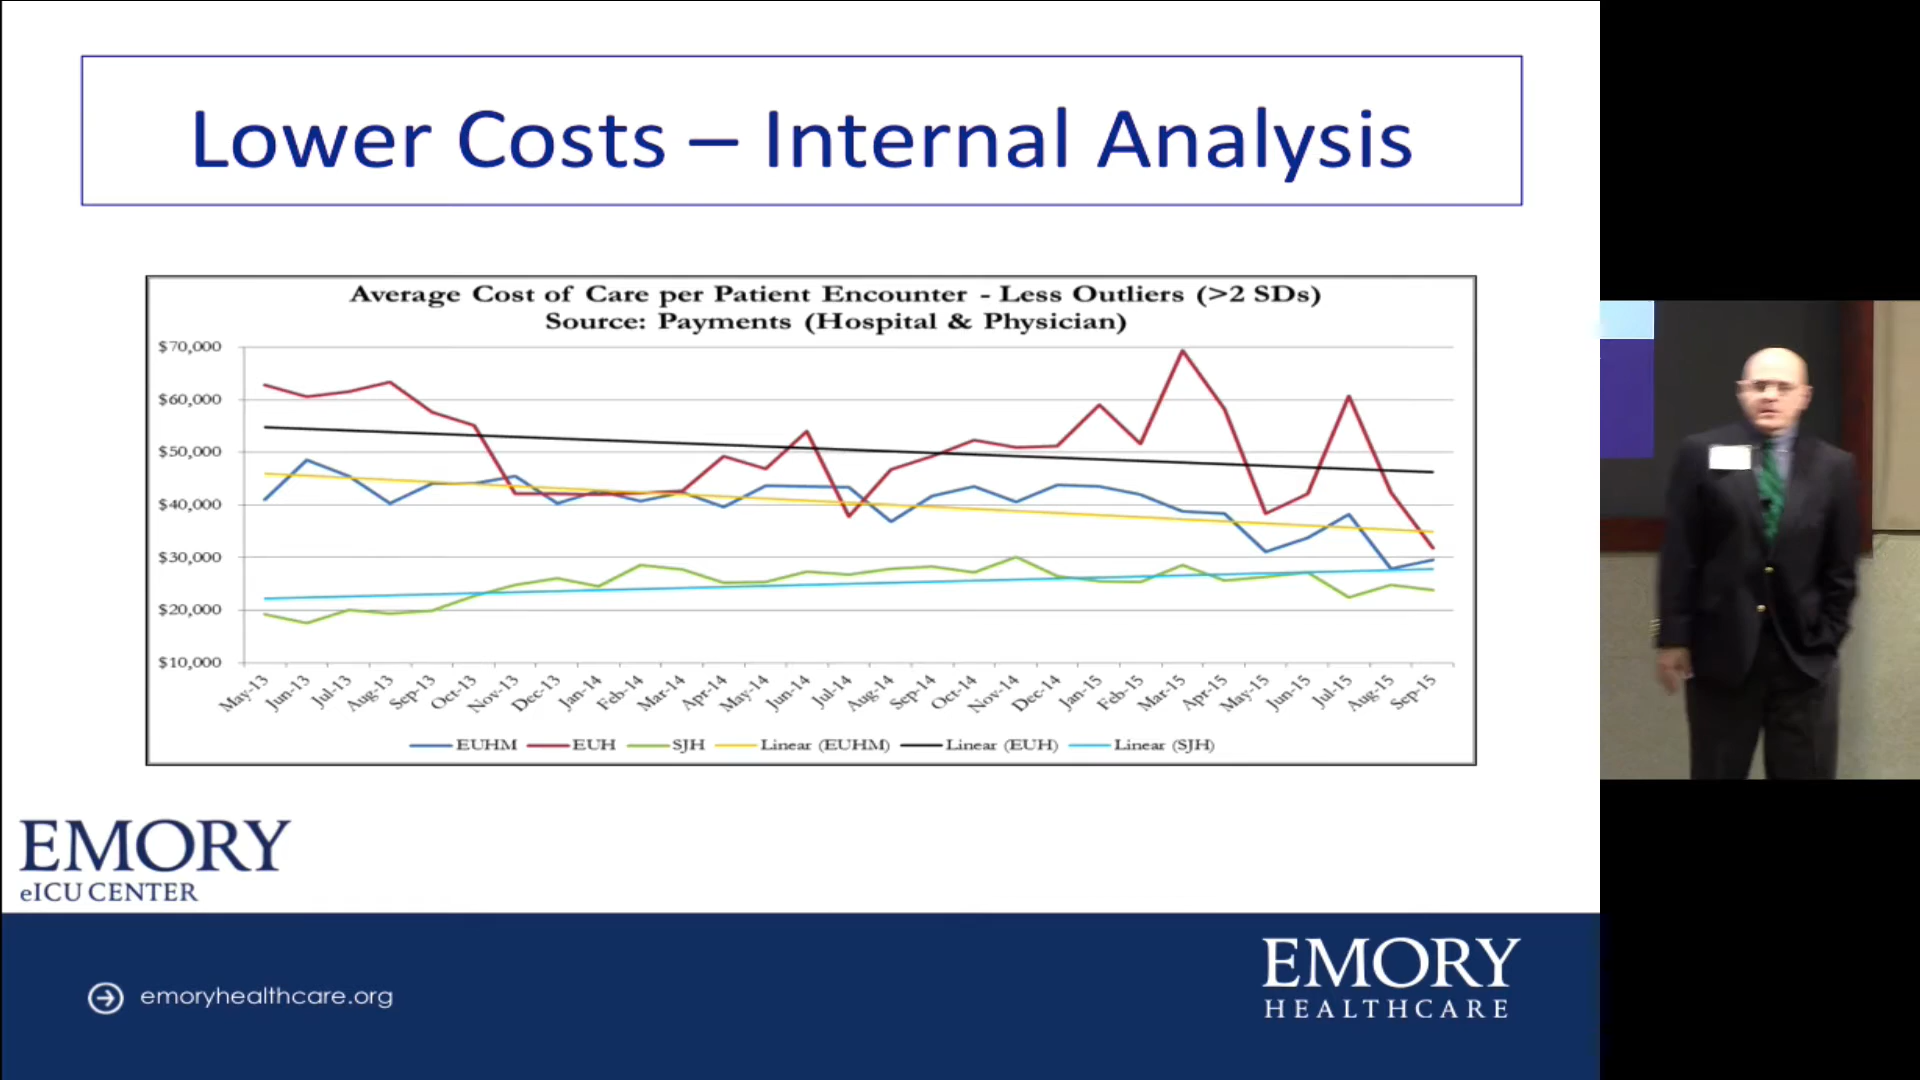 Lower Costs – Internal Analysis
Average Cost of Care per Patient Encounter - Less Outliers (>2 SDs)
Source: Payments (Hospital & Physician)
$70,000
$60,000
$50,000
$40,000
$30,000
$20,000
$10,000
May-13 Jun-13 Jul-13 Aug-13 Sep-13 Oct-13 Nov-13 Dec-13 Jan-14 Feb-14 Mar-14 Apr-14 May-14 Jun-14 Jul-14 Aug-14 Sep-14 Oct-14 Nov-14 Dec-14 Jan-15 Feb-15 Mar-15 Apr-15 May-15 Jun-15 Jul-15 Aug-15 Sep-15
EUHM EUH SJH Linear (EUHM) Linear (EUH) Linear (SJH)
EMORY
eICU CENTER
emoryhealthcare.org
EMORY
HEALTHCARE